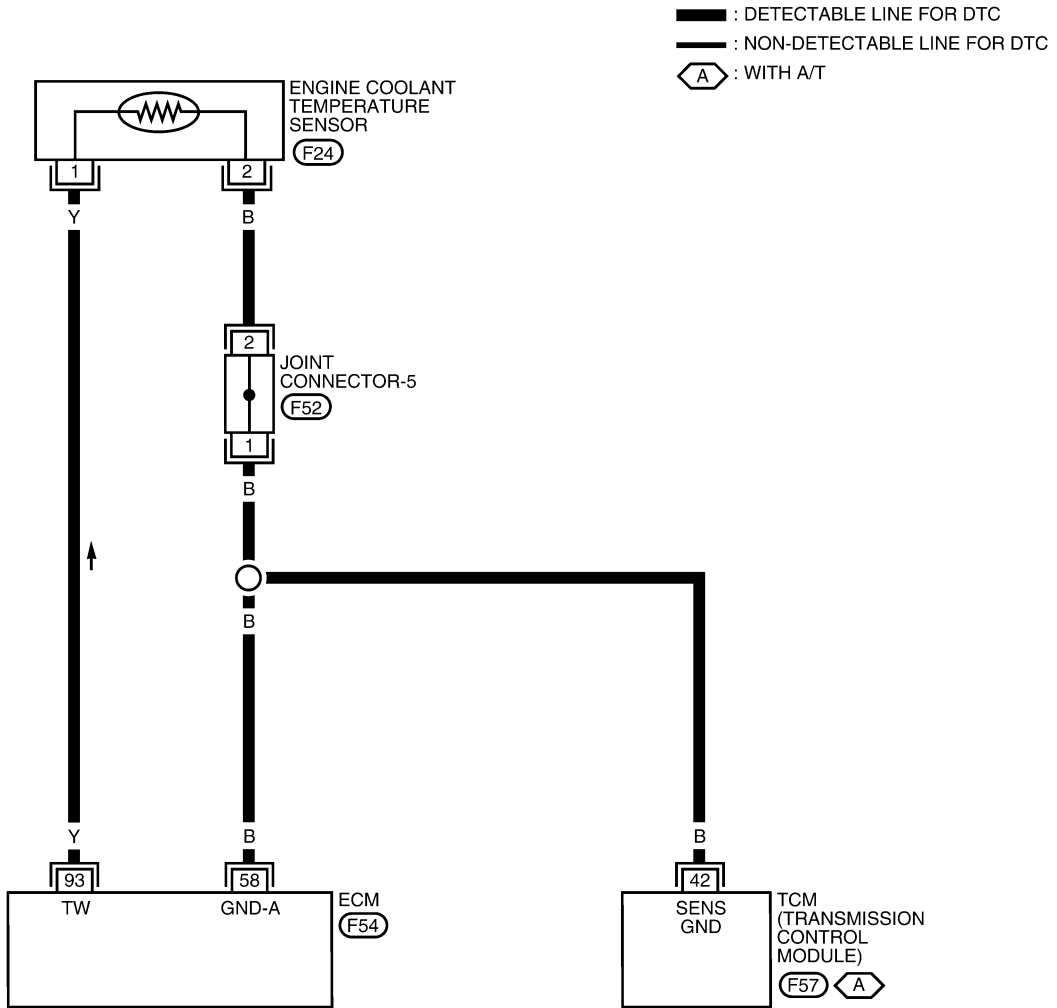 : DETECTABLE LINE FOR DTC
: NON-DETECTABLE LINE FOR DTC
A : WITH A/T
ENGINE COOLANT
TEMPERATURE
SENSOR
F24
1
2
Y
B
2
JOINT
CONNECTOR-5
F52
1
B
B
Y
B
B
93
58
42
TW
GND-A
ECM
F54
SENS
GND
TCM
(TRANSMISSION
CONTROL
MODULE)
F57 A